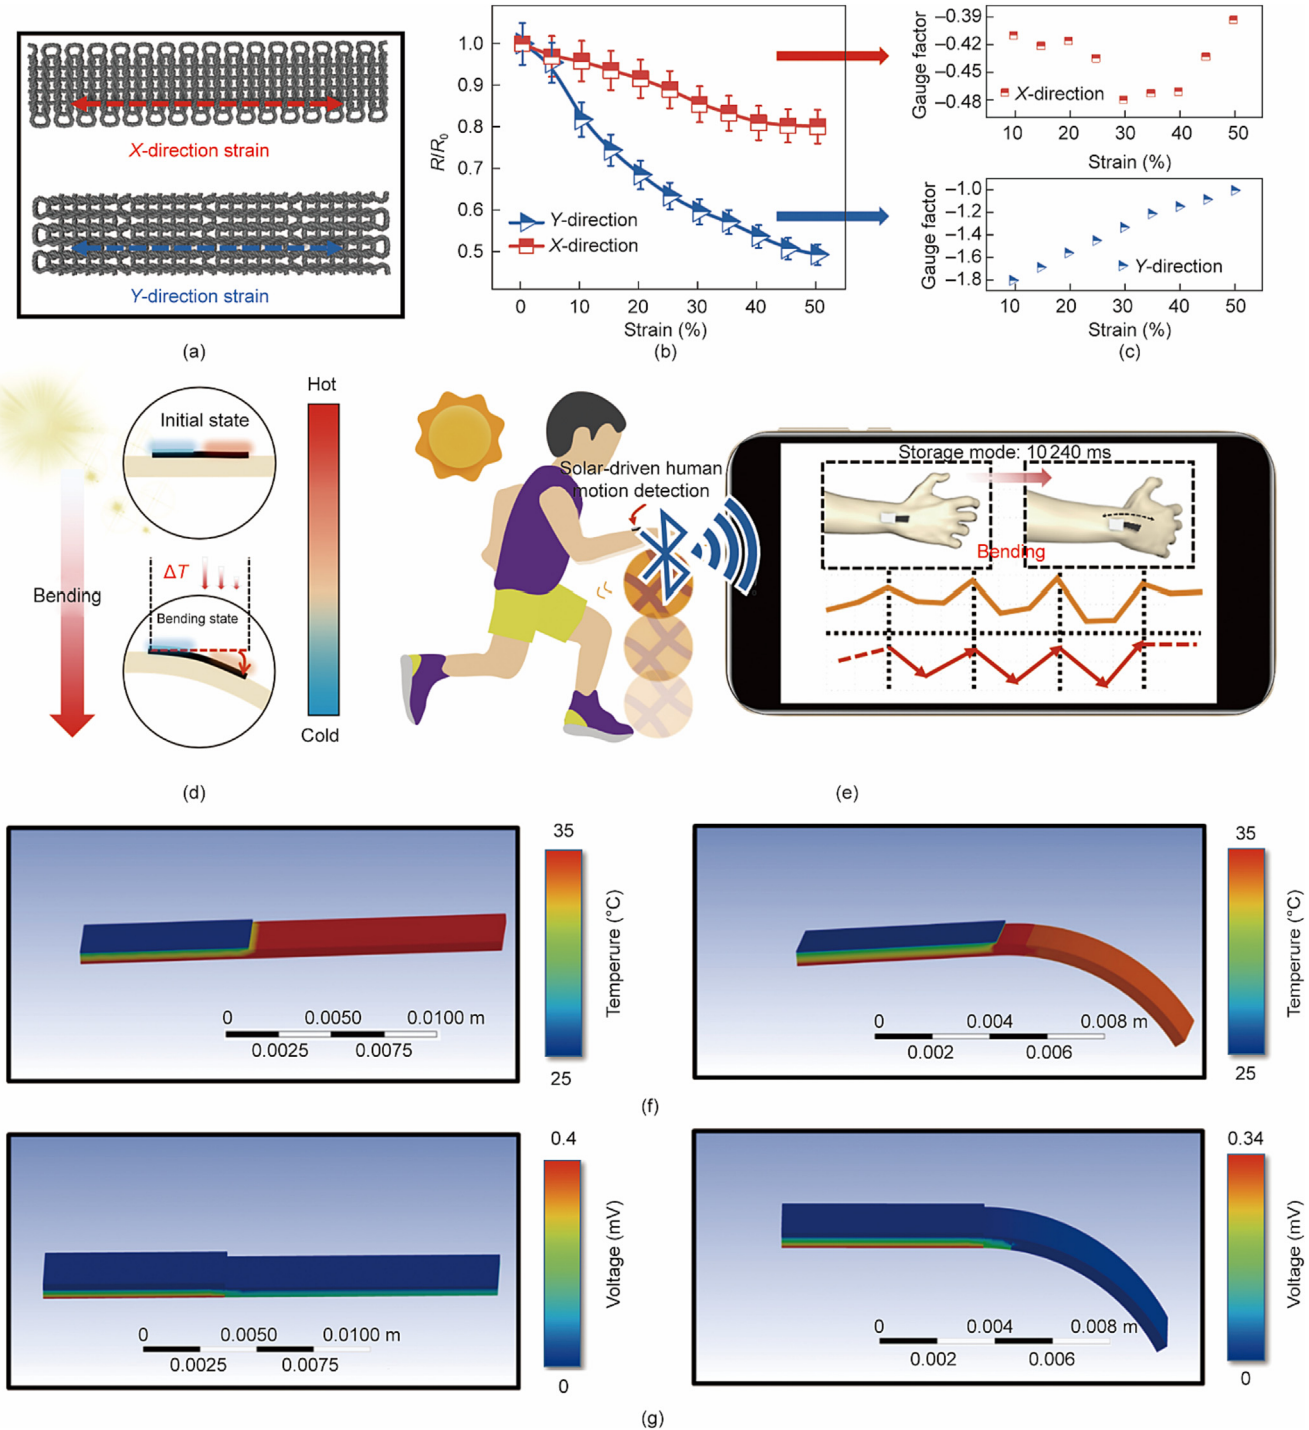 X-direction strain
Y-direction strain
(a)
R/R0
1.0
0.9
0.8
0.7
0.6
0.5
Y-direction
X-direction
0 10 20 30 40 50
Strain (%)
(b)
Gauge factor
−0.39
−0.42
−0.45
−0.48
X-direction
10 20 30 40 50
Strain (%)
Gauge factor
−1.0
−1.2
−1.4
−1.6
−1.8
Y-direction
10 20 30 40 50
Strain (%)
(c)
Initial state
Bending
ΔT
Bending state
Hot
Cold
(d)
Solar-driven human
motion detection
Storage mode: 10 240 ms
Bending
(e)
0 0.0050 0.0100 m
0.0025 0.0075
35
25
Temperure (°C)
0 0.004 0.008 m
0.002 0.006
35
25
Temperure (°C)
(f)
0 0.0050 0.0100 m
0.0025 0.0075
0.4
0
Voltage (mV)
0 0.004 0.008 m
0.002 0.006
0.34
0
Voltage (mV)
(g)